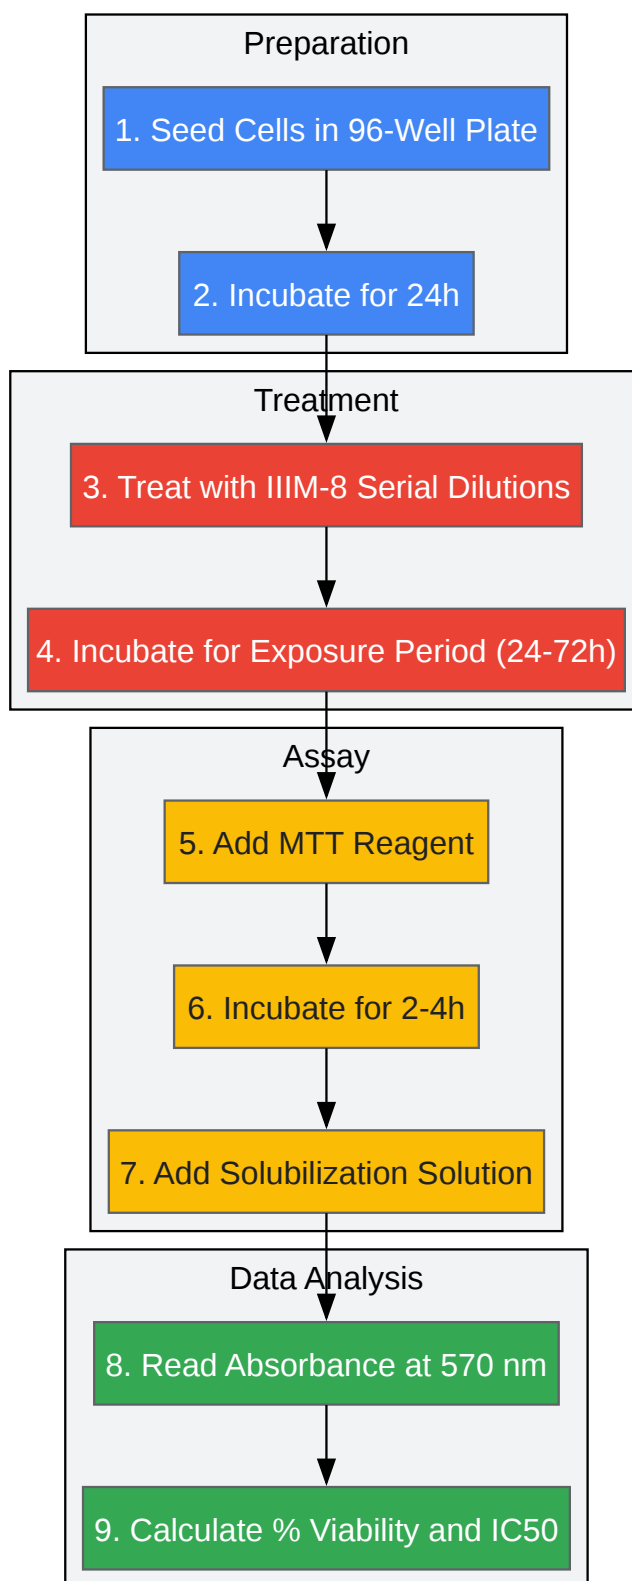 Preparation
1. Seed Cells in 96-Well Plate
2. Incubate for 24h
Treatment
3. Treat with IIIM-8 Serial Dilutions
4. Incubate for Exposure Period (24-72h)
Assay
5. Add MTT Reagent
6. Incubate for 2-4h
7. Add Solubilization Solution
Data Analysis
8. Read Absorbance at 570 nm
9. Calculate % Viability and IC50